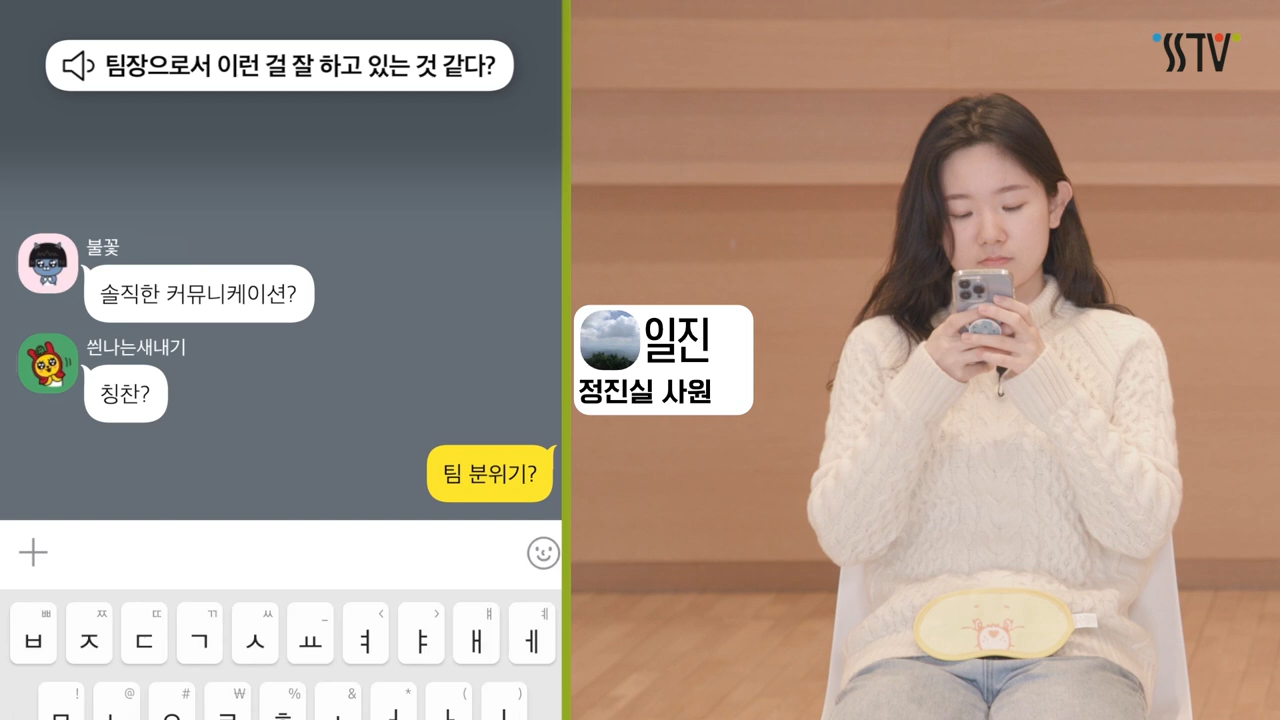 팀장으로서 이런 걸 잘 하고 있는 것 같다?
SSTV
불꽃
솔직한 커뮤니케이션?
씐나는새내기
칭찬?
팀 분위기?
일진
정진실 사원
ㅃ ㅉ ㄸ ㄲ ㅆ _ < > ㅒ ㅖ
ㅂ ㅈ ㄷ ㄱ ㅅ ㅛ ㅕ ㅑ ㅐ ㅔ
! @ # ₩ % & * ( )